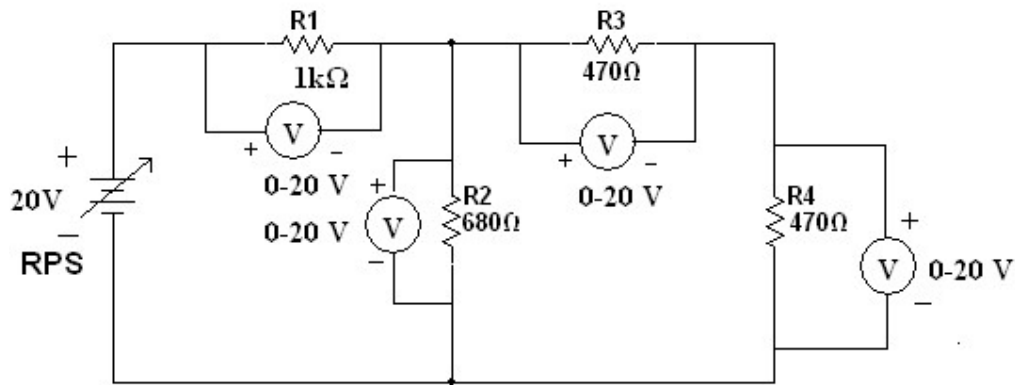 R1
1kΩ
+ V −
0-20 V
R3
470Ω
+ V −
0-20 V
+
20V
−
RPS
+
0-20 V V
−
R2
680Ω
R4
470Ω
+
V 0-20 V
−